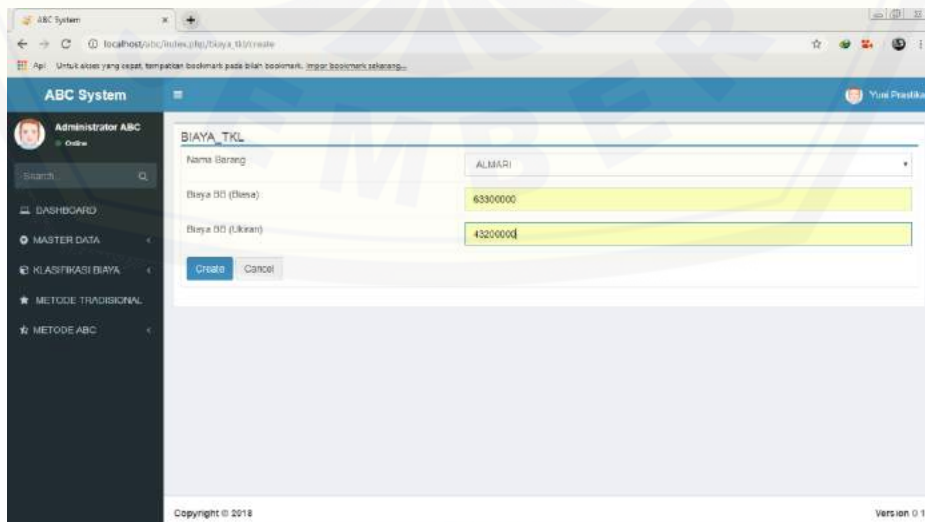 ABC System
localhost/abc/index.php/biaya_tkl/create
Apl Untuk akses yang cepat, tempatkan bookmark pada bilah bookmark. Impor bookmark sekarang...
ABC System
Yuni Prastika
Administrator ABC
Online
Search...
DASHBOARD
MASTER DATA
KLASIFIKASI BIAYA
METODE TRADISIONAL
METODE ABC
BIAYA_TKL
Nama Barang
ALMARI
Biaya BB (Biasa)
63300000
Biaya BB (Ukiran)
43200000
Create Cancel
Copyright © 2018
Version 0.1
JEMBER